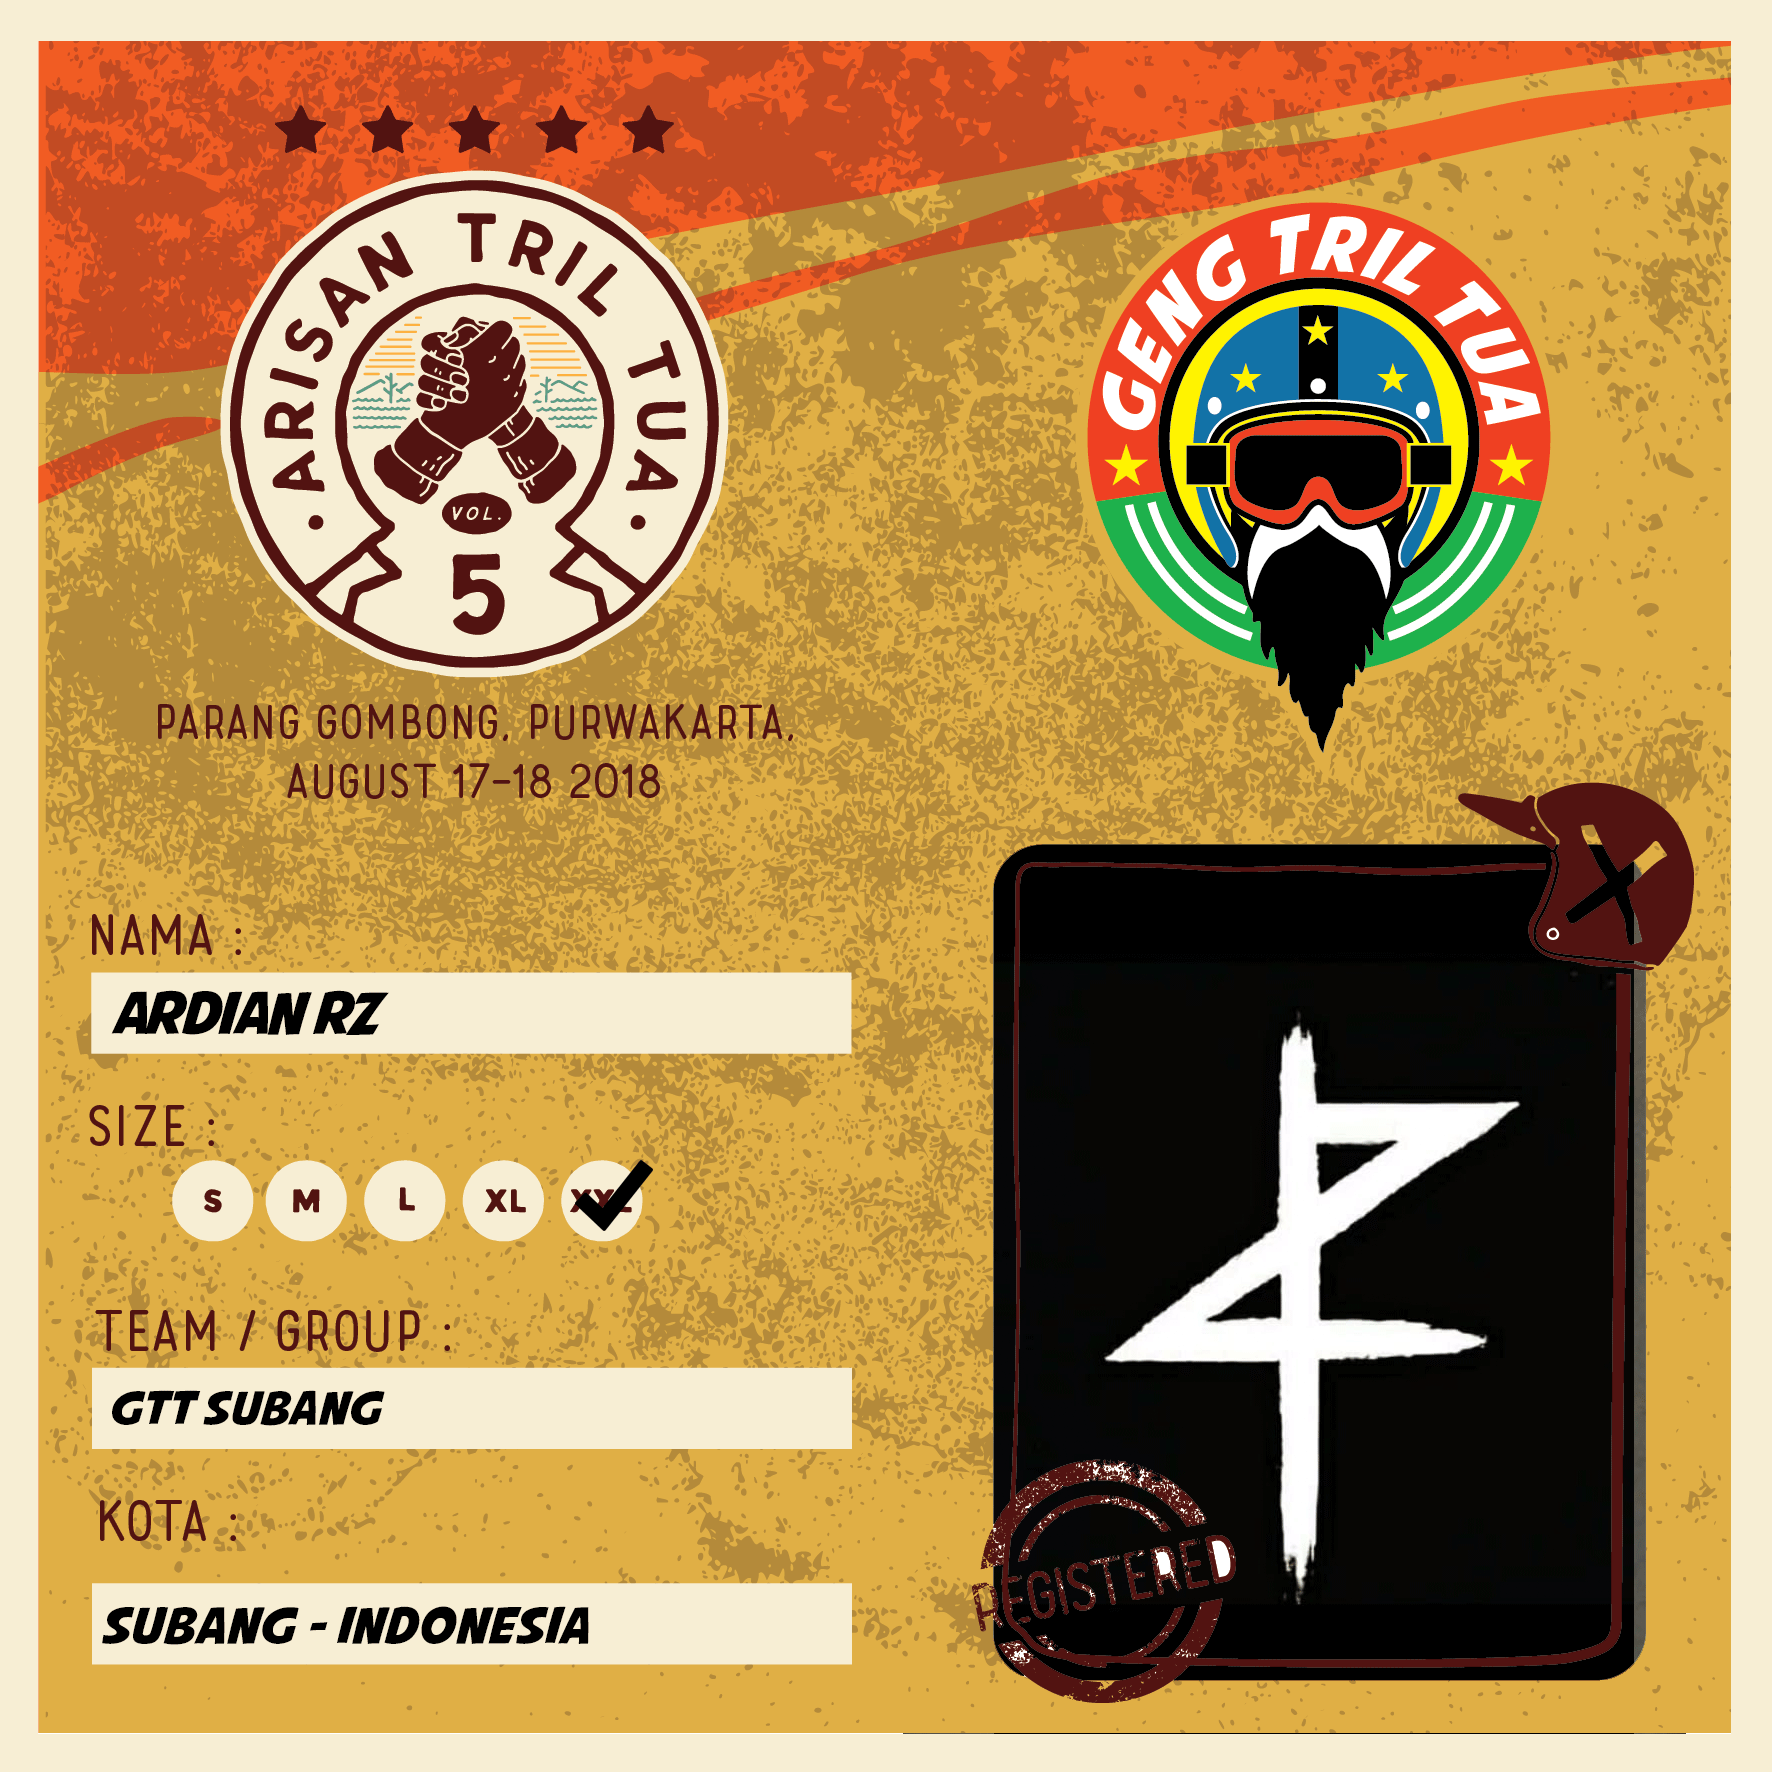 ARISAN TRIL TUA
VOL.
5
GENG TRIL TUA
PARANG GOMBONG, PURWAKARTA,
AUGUST 17-18 2018
NAMA :
ARDIAN RZ
SIZE :
S M L XL XXL
TEAM / GROUP :
GTT SUBANG
KOTA :
SUBANG - INDONESIA
REGISTERED